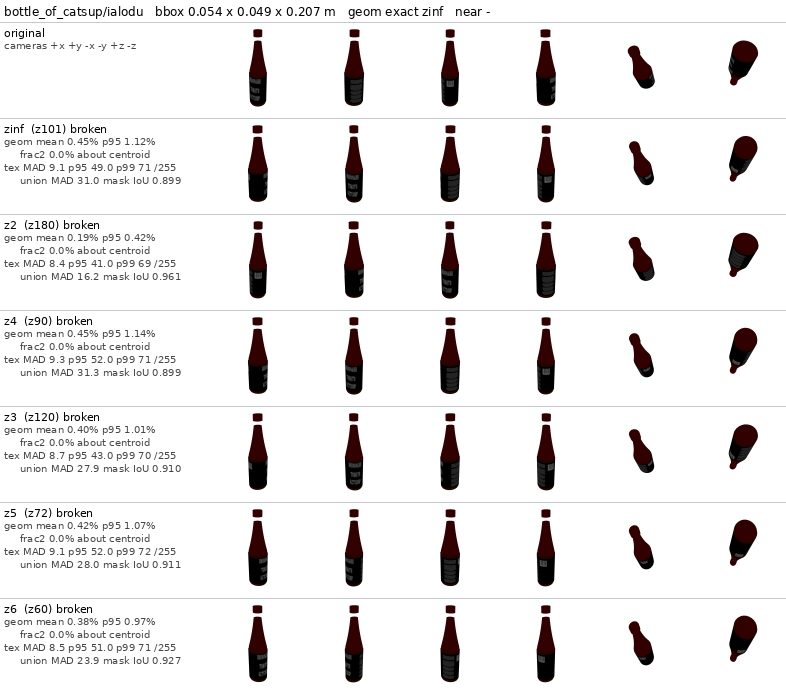 bottle_of_catsup/ialodu bbox 0.054 x 0.049 x 0.207 m geom exact zinf near -
original
cameras +x +y -x -y +z -z
zinf (z101) broken
geom mean 0.45% p95 1.12%
frac2 0.0% about centroid
tex MAD 9.1 p95 49.0 p99 71 /255
union MAD 31.0 mask IoU 0.899
z2 (z180) broken
geom mean 0.19% p95 0.42%
frac2 0.0% about centroid
tex MAD 8.4 p95 41.0 p99 69 /255
union MAD 16.2 mask IoU 0.961
z4 (z90) broken
geom mean 0.45% p95 1.14%
frac2 0.0% about centroid
tex MAD 9.3 p95 52.0 p99 71 /255
union MAD 31.3 mask IoU 0.899
z3 (z120) broken
geom mean 0.40% p95 1.01%
frac2 0.0% about centroid
tex MAD 8.7 p95 43.0 p99 70 /255
union MAD 27.9 mask IoU 0.910
z5 (z72) broken
geom mean 0.42% p95 1.07%
frac2 0.0% about centroid
tex MAD 9.1 p95 52.0 p99 72 /255
union MAD 28.0 mask IoU 0.911
z6 (z60) broken
geom mean 0.38% p95 0.97%
frac2 0.0% about centroid
tex MAD 8.5 p95 51.0 p99 71 /255
union MAD 23.9 mask IoU 0.927